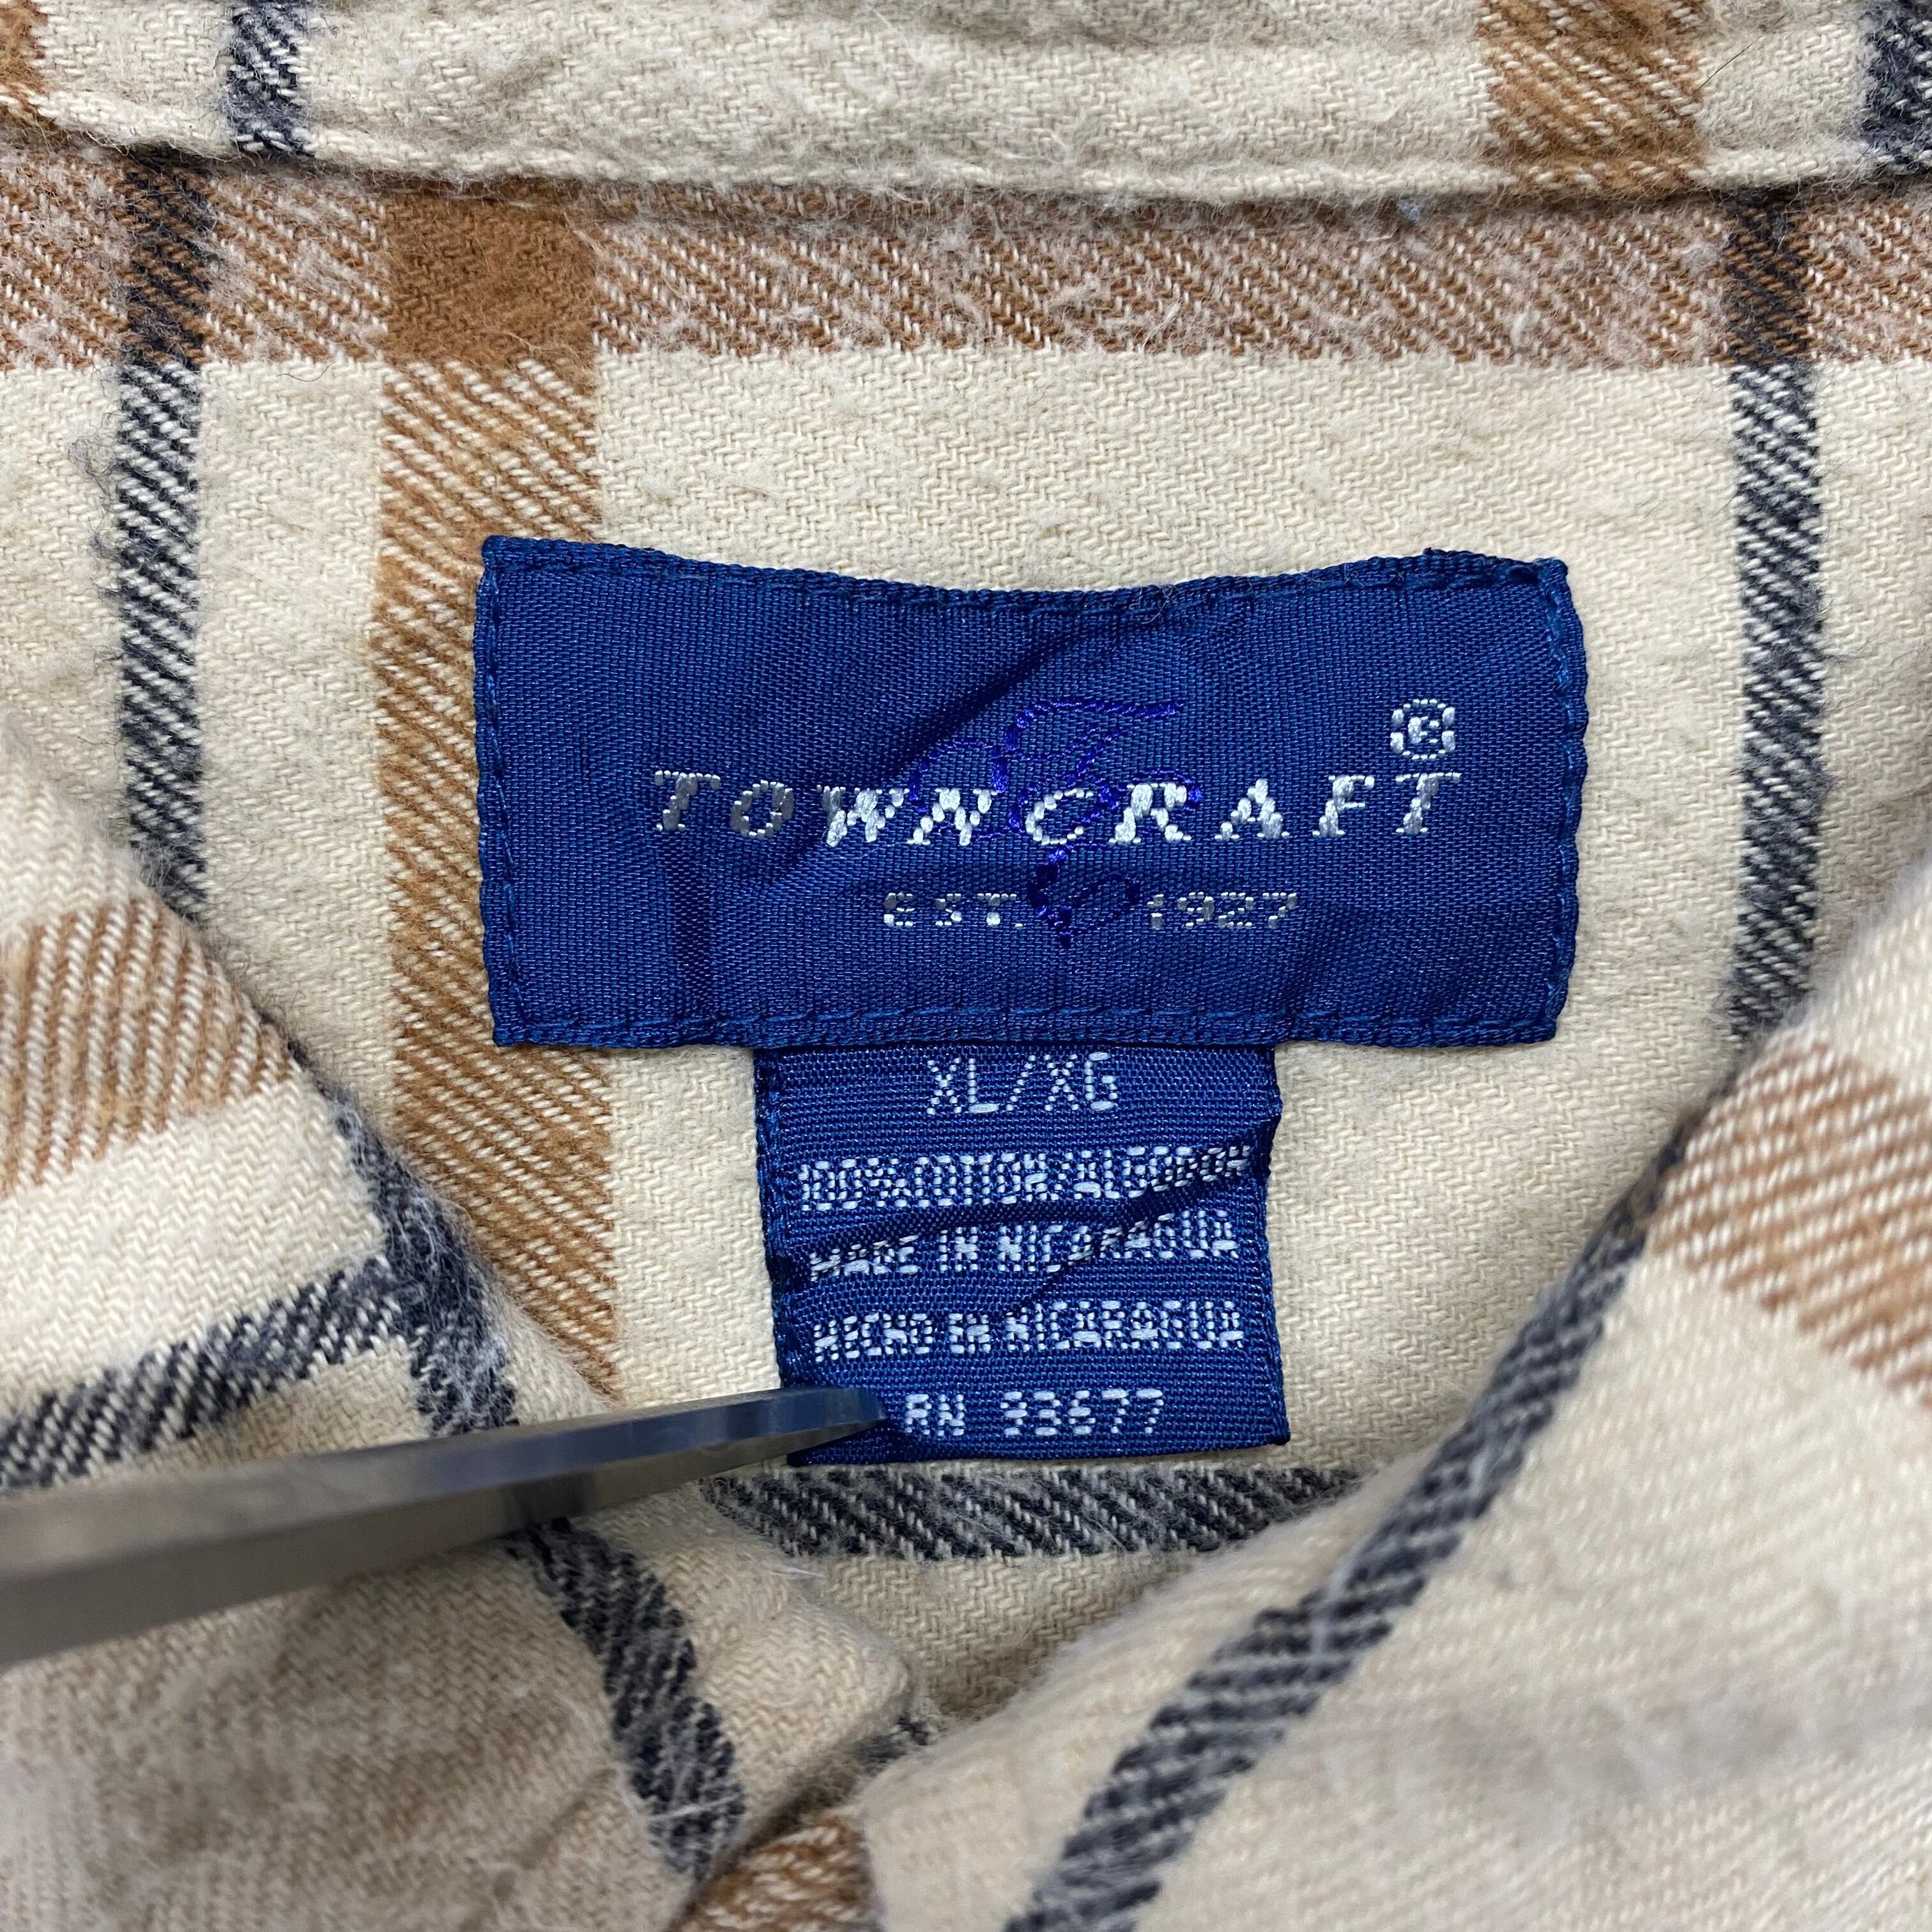 TOWNCRAFT®
EST. 1927
XL/XG
100% COTTON/ALGODON
MADE IN NICARAGUA
HECHO EN NICARAGUA
RN 93677